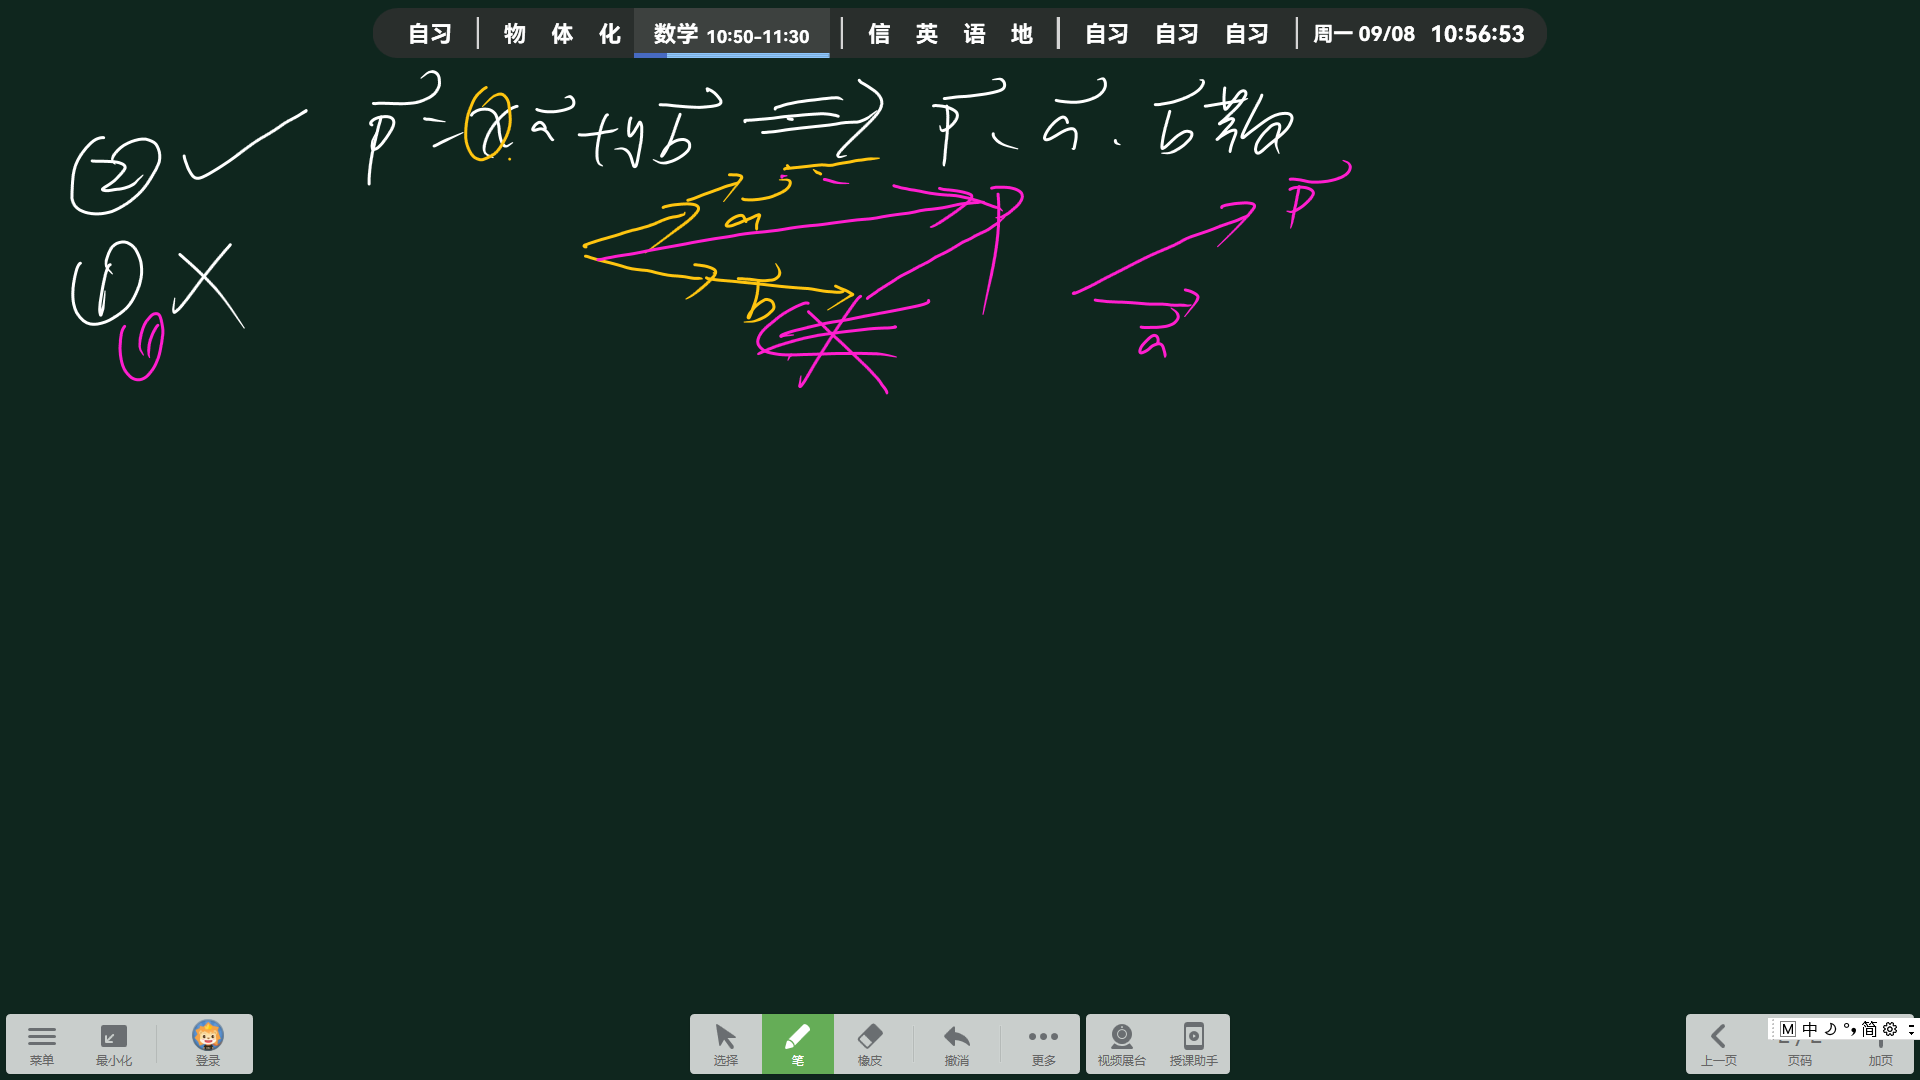 自习 物 体 化 数学 10:50-11:30 信 英 语 地 自习 自习 自习 周一 09/08 10:56:53
② ✓ p = x a + y b ⇒ p、a、b 共面
a
p
p
① ×
b
a
①
M 中 简
菜单 最小化 登录 选择 笔 橡皮 撤消 更多 视频展台 授课助手 上一页 页码 加页